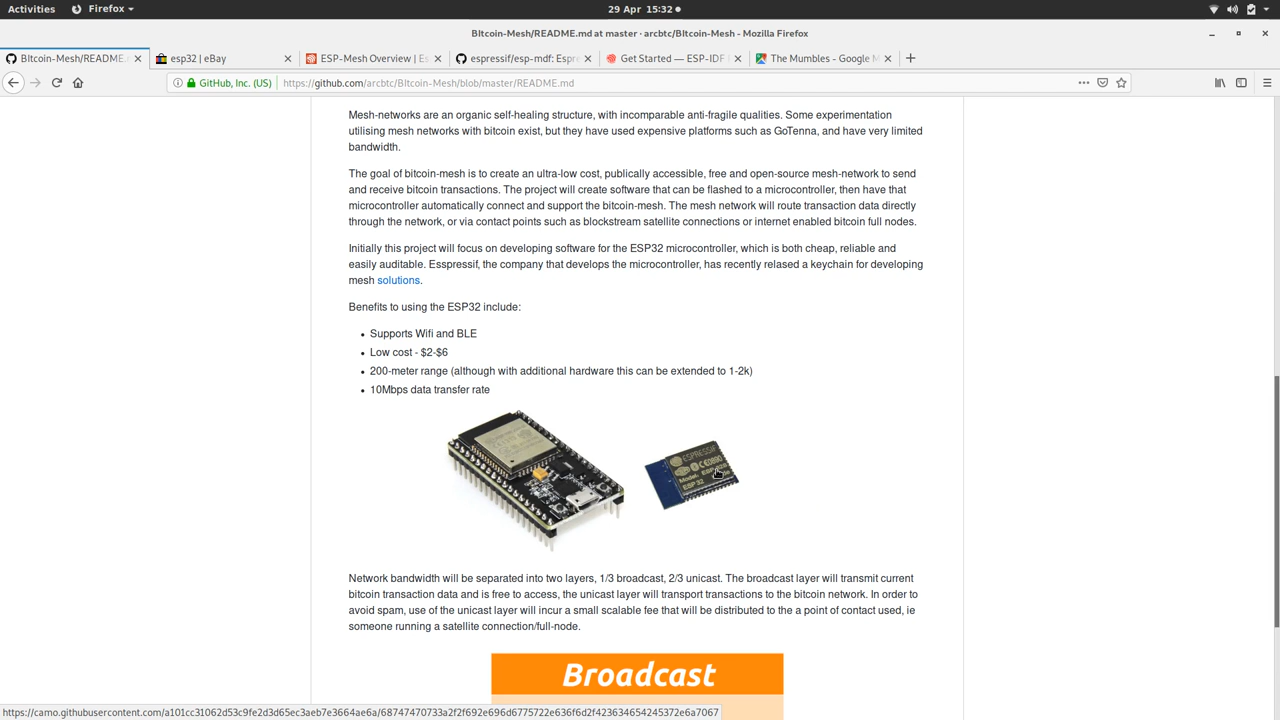 Activities Firefox 29 Apr 15:32
BItcoin-Mesh/README.md at master · arcbtc/BItcoin-Mesh - Mozilla Firefox
BItcoin-Mesh/README. esp32 | eBay ESP-Mesh Overview | Es espressif/esp-mdf: Espre Get Started — ESP-IDF P The Mumbles - Google M
GitHub, Inc. (US) https://github.com/arcbtc/BItcoin-Mesh/blob/master/README.md
Mesh-networks are an organic self-healing structure, with incomparable anti-fragile qualities. Some experimentation
utilising mesh networks with bitcoin exist, but they have used expensive platforms such as GoTenna, and have very limited
bandwidth.
The goal of bitcoin-mesh is to create an ultra-low cost, publically accessible, free and open-source mesh-network to send
and receive bitcoin transactions. The project will create software that can be flashed to a microcontroller, then have that
microcontroller automatically connect and support the bitcoin-mesh. The mesh network will route transaction data directly
through the network, or via contact points such as blockstream satellite connections or internet enabled bitcoin full nodes.
Initially this project will focus on developing software for the ESP32 microcontroller, which is both cheap, reliable and
easily auditable. Esspressif, the company that develops the microcontroller, has recently relased a keychain for developing
mesh solutions.
Benefits to using the ESP32 include:
• Supports Wifi and BLE
• Low cost - $2-$6
• 200-meter range (although with additional hardware this can be extended to 1-2k)
• 10Mbps data transfer rate
ESPRESSIF
Model:
ESP32
Network bandwidth will be separated into two layers, 1/3 broadcast, 2/3 unicast. The broadcast layer will transmit current
bitcoin transaction data and is free to access, the unicast layer will transport transactions to the bitcoin network. In order to
avoid spam, use of the unicast layer will incur a small scalable fee that will be distributed to the a point of contact used, ie
someone running a satellite connection/full-node.
Broadcast
https://camo.githubusercontent.com/a101cc31062d53c9fe2d3d65ec3aeb7e3664ae6a/68747470733a2f2f692e696d6775722e636f6d2f423634654245372e6a7067